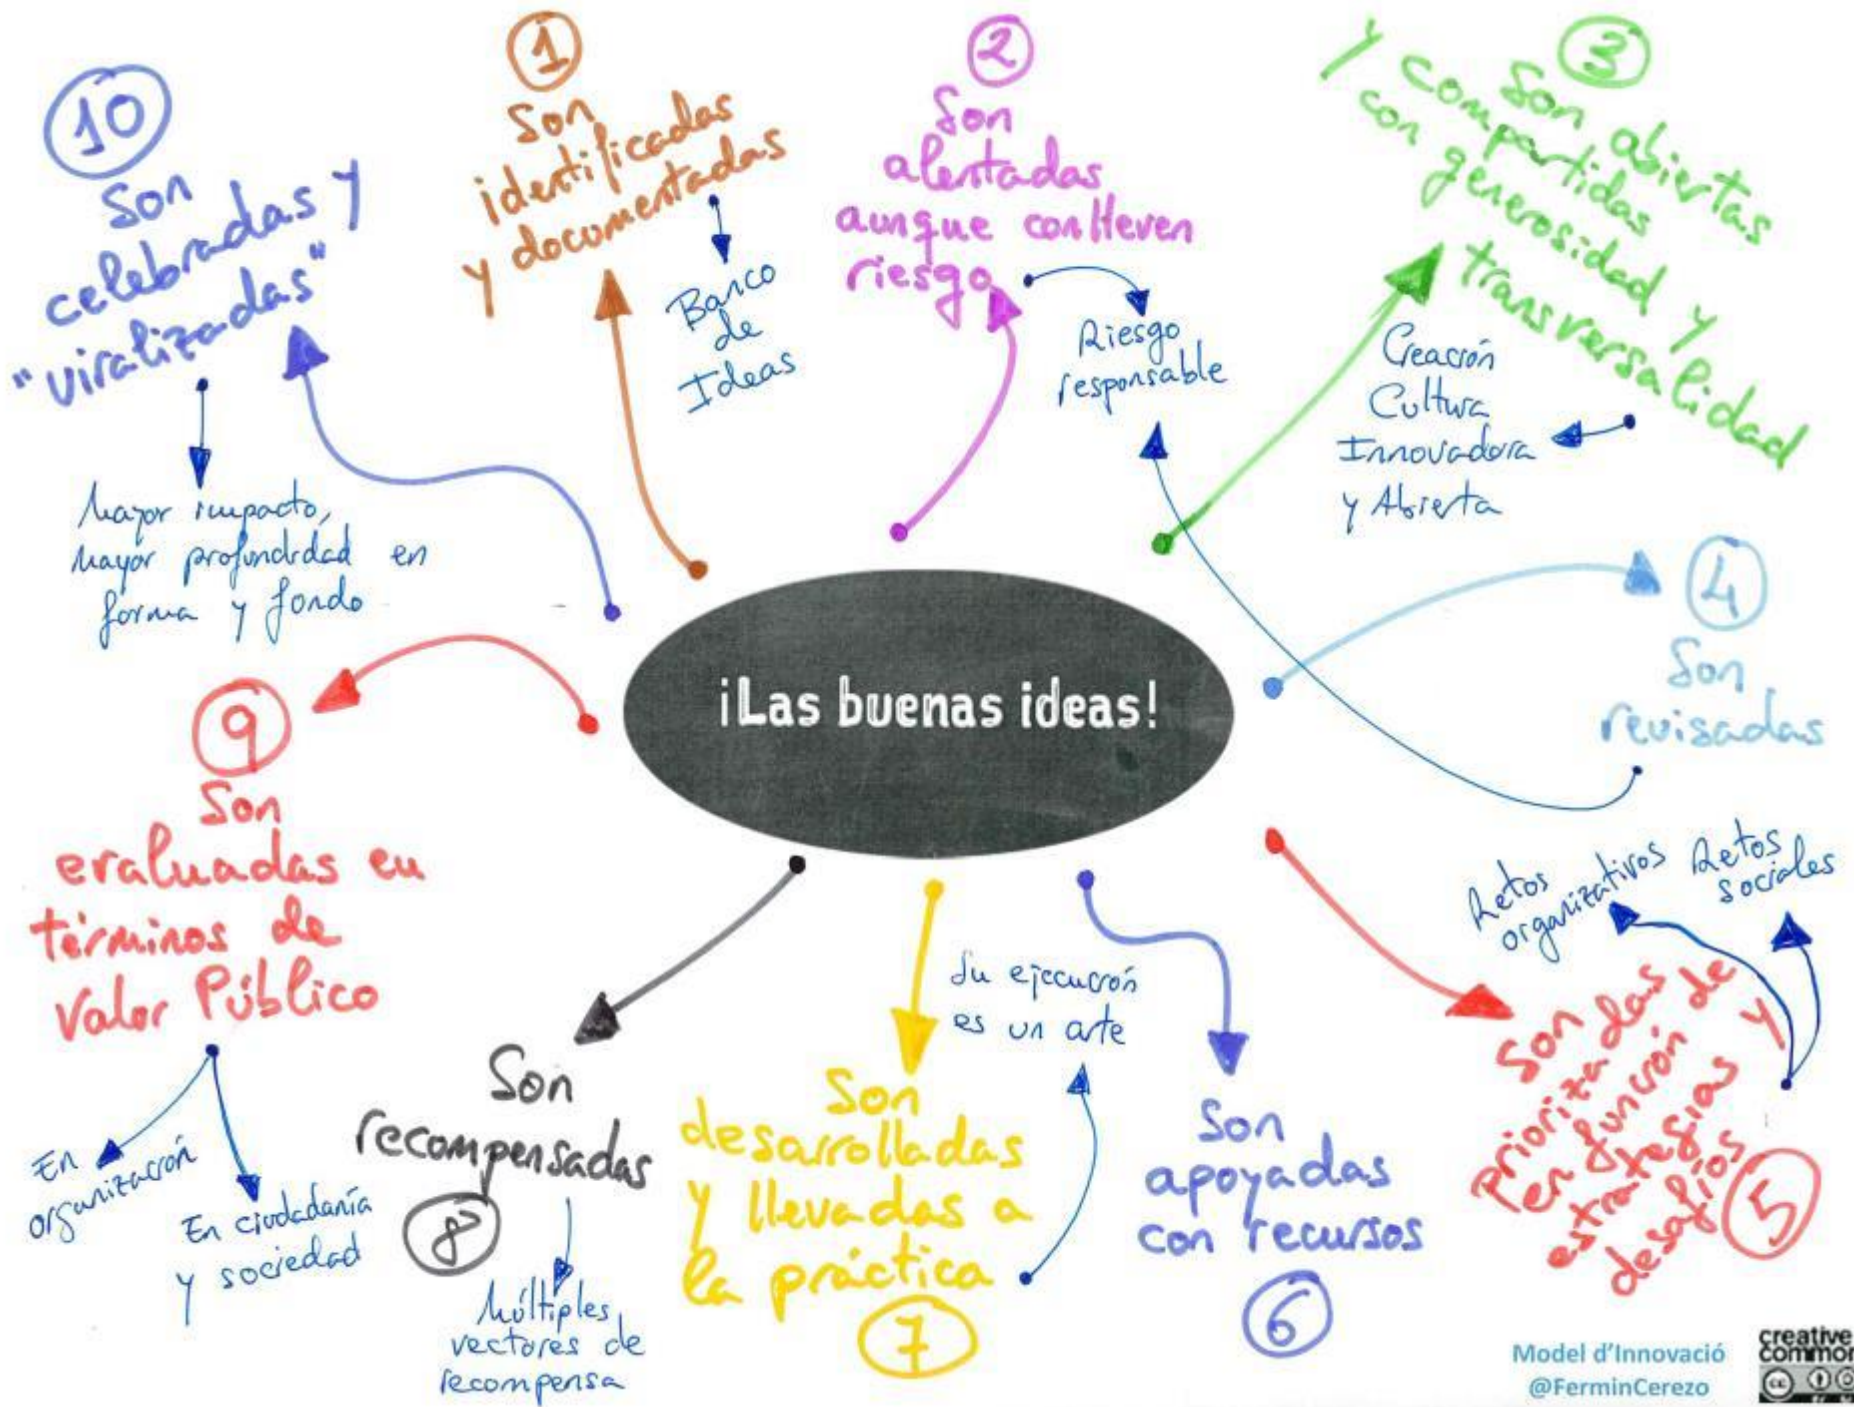 ¡Las buenas ideas!
1
Son
identificadas
y documentadas
Banco
de
Ideas
2
Son
alentadas
aunque conlleven
riesgo
Riesgo
responsable
3
Son abiertas
y compartidas
con generosidad y
transversalidad
Creación
Cultura
Innovadora
y Abierta
4
Son
revisadas
5
Son
priorizadas
en función de
estrategias y
desafíos
Retos
organizativos
Retos
sociales
6
Son
apoyadas
con recursos
7
Son
desarrolladas
y llevadas a
la práctica
Su ejecución
es un arte
8
Son
recompensadas
Múltiples
vectores de
recompensa
9
Son
evaluadas en
términos de
Valor Público
En
organización
En ciudadanía
y sociedad
10
Son
celebradas y
"viralizadas"
Mayor impacto,
mayor profundidad en
forma y fondo
Model d'Innovació
@FerminCerezo
creative
common
cc